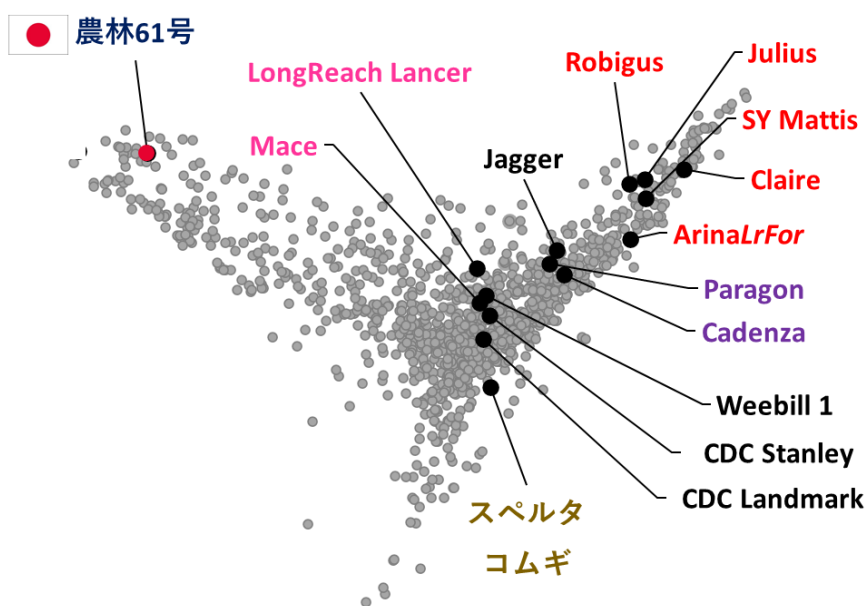 農林61号
LongReach Lancer
Mace
Jagger
Robigus
Julius
SY Mattis
Claire
ArinaLrFor
Paragon
Cadenza
Weebill 1
CDC Stanley
CDC Landmark
スペルタ
コムギ